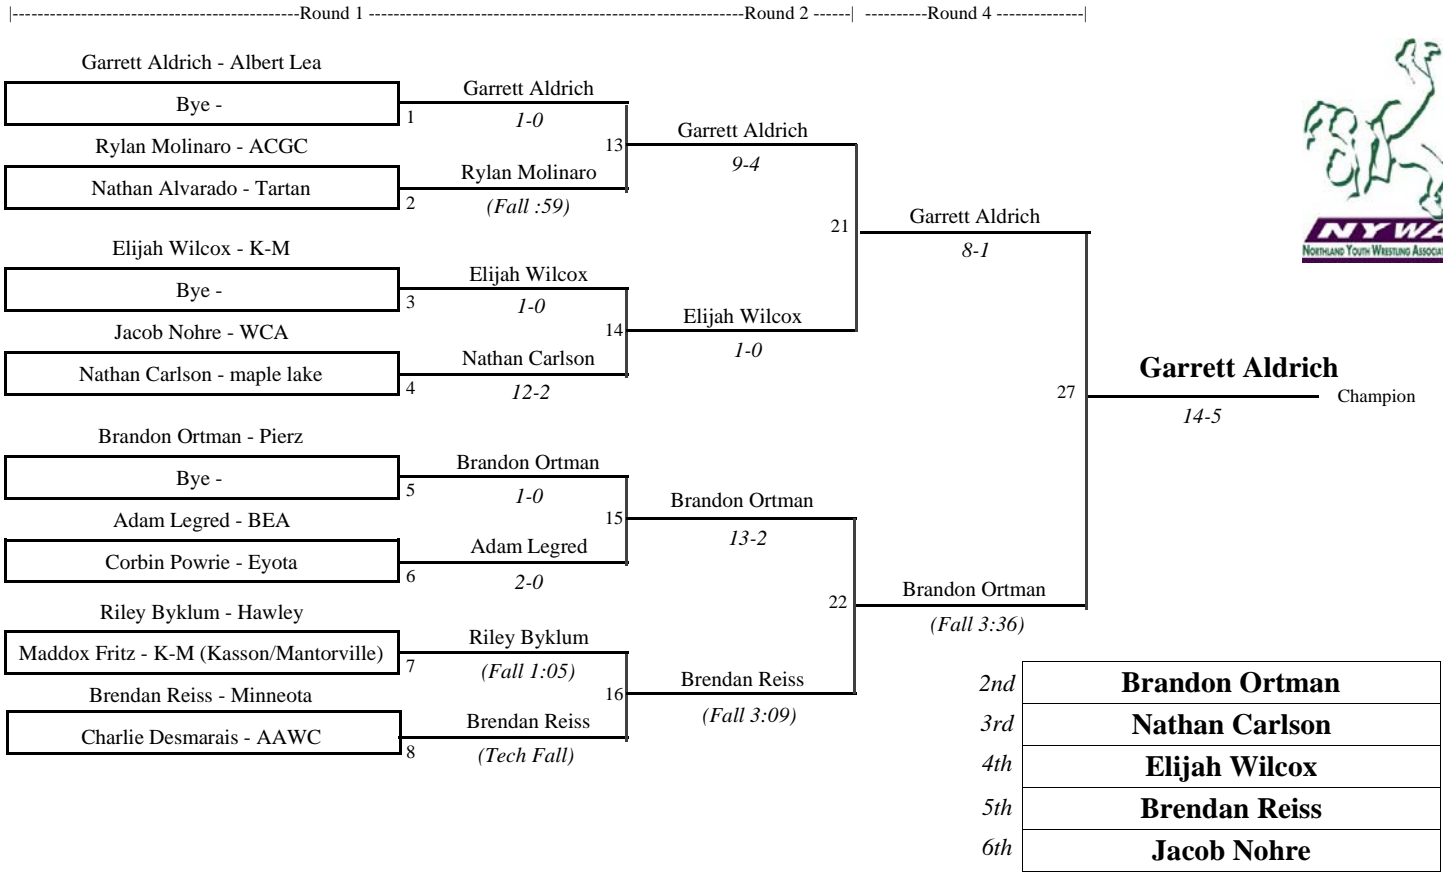 |-----------------------------------------------Round 1 -------------------------------------------------------------Round 2 ------| ----------Round 4 --------------|
Garrett Aldrich - Albert Lea
Bye -
1
Garrett Aldrich
1-0
Rylan Molinaro - ACGC
Nathan Alvarado - Tartan
2
Rylan Molinaro
(Fall :59)
13
Garrett Aldrich
9-4
Elijah Wilcox - K-M
Bye -
3
Elijah Wilcox
1-0
Jacob Nohre - WCA
Nathan Carlson - maple lake
4
Nathan Carlson
12-2
14
Elijah Wilcox
1-0
21
Garrett Aldrich
8-1
Brandon Ortman - Pierz
Bye -
5
Brandon Ortman
1-0
Adam Legred - BEA
Corbin Powrie - Eyota
6
Adam Legred
2-0
15
Brandon Ortman
13-2
Riley Byklum - Hawley
Maddox Fritz - K-M (Kasson/Mantorville)
7
Riley Byklum
(Fall 1:05)
Brendan Reiss - Minneota
Charlie Desmarais - AAWC
8
Brendan Reiss
(Tech Fall)
16
Brendan Reiss
(Fall 3:09)
22
Brandon Ortman
(Fall 3:36)
27
Garrett Aldrich
Champion
14-5
NYWA
Northland Youth Wrestling Associat
2nd Brandon Ortman
3rd Nathan Carlson
4th Elijah Wilcox
5th Brendan Reiss
6th Jacob Nohre